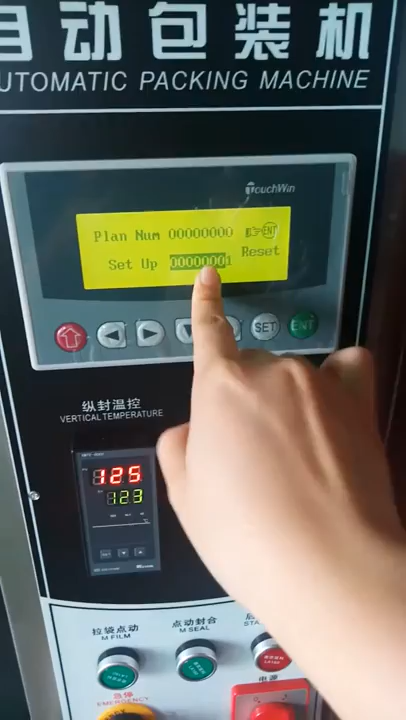 自动包装机
AUTOMATIC PACKING MACHINE
TouchWin
Plan Num 00000000 ENT
Reset
Set Up 00000001
SET ENT
纵封温控
VERTICAL TEMPERATURE
125
123
拉袋点动
M FILM
点动封合
M SEAL
急停
EMERGENCY
电源